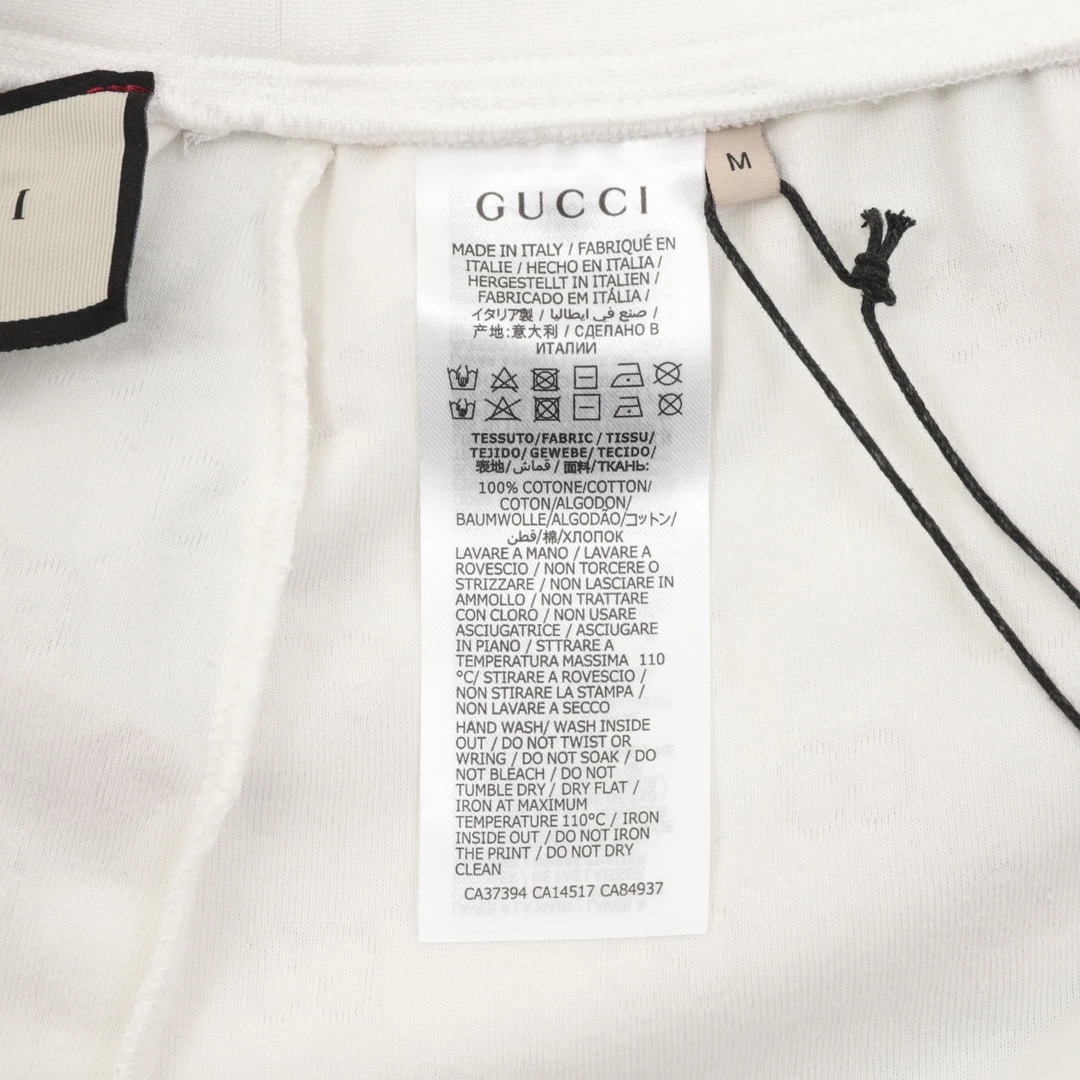 I
M
GUCCI
MADE IN ITALY / FABRIQUÉ EN
ITALIE / HECHO EN ITALIA /
HERGESTELLT IN ITALIEN /
FABRICADO EM ITÁLIA /
イタリア製 / صنع في ايطاليا /
产地:意大利 / СДЕЛАНО В
ИТАЛИИ
TESSUTO/FABRIC / TISSU/
TEJIDO/ GEWEBE/ TECIDO/
表地/ قماش / 面料/ТКАНЬ:
100% COTONE/COTTON/
COTON/ALGODON/
BAUMWOLLE/ALGODÃO/コットン/
قطن/棉/ХЛОПОК
LAVARE A MANO / LAVARE A
ROVESCIO / NON TORCERE O
STRIZZARE / NON LASCIARE IN
AMMOLLO / NON TRATTARE
CON CLORO / NON USARE
ASCIUGATRICE / ASCIUGARE
IN PIANO / STTRARE A
TEMPERATURA MASSIMA 110
°C/ STIRARE A ROVESCIO /
NON STIRARE LA STAMPA /
NON LAVARE A SECCO
HAND WASH/ WASH INSIDE
OUT / DO NOT TWIST OR
WRING / DO NOT SOAK / DO
NOT BLEACH / DO NOT
TUMBLE DRY / DRY FLAT /
IRON AT MAXIMUM
TEMPERATURE 110°C / IRON
INSIDE OUT / DO NOT IRON
THE PRINT / DO NOT DRY
CLEAN
CA37394 CA14517 CA84937